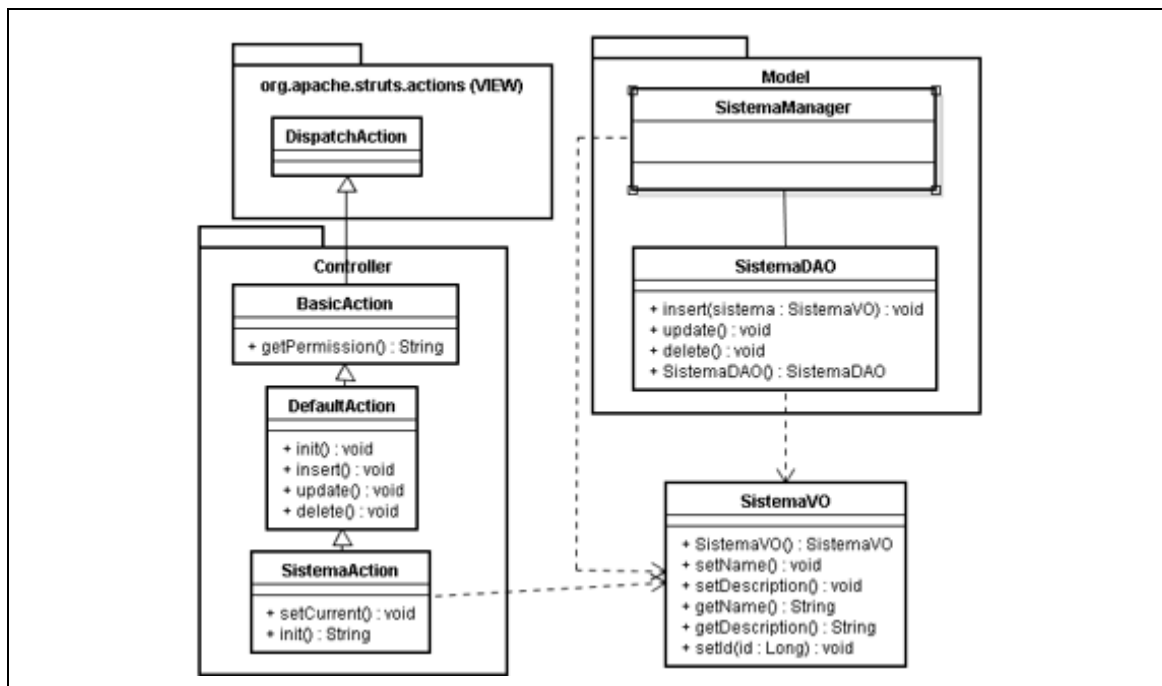 org.apache.struts.actions (VIEW)
DispatchAction
Controller
BasicAction
+ getPermission() : String
DefaultAction
+ init() : void
+ insert() : void
+ update() : void
+ delete() : void
SistemaAction
+ setCurrent() : void
+ init() : String
Model
SistemaManager
SistemaDAO
+ insert(sistema : SistemaVO) : void
+ update() : void
+ delete() : void
+ SistemaDAO() : SistemaDAO
SistemaVO
+ SistemaVO() : SistemaVO
+ setName() : void
+ setDescription() : void
+ getName() : String
+ getDescription() : String
+ setId(id : Long) : void